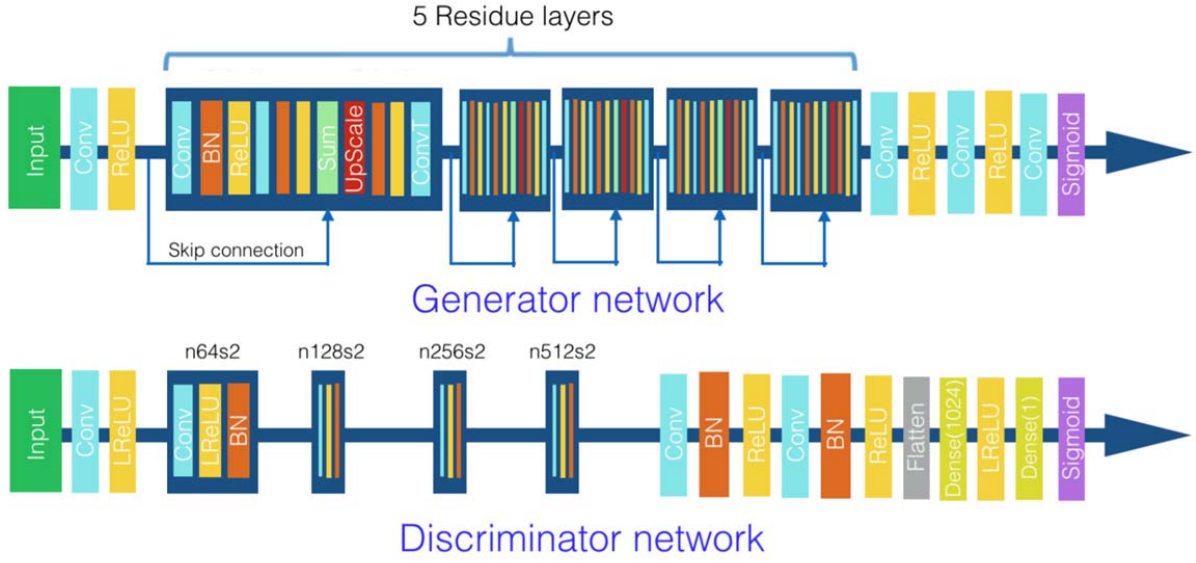 5 Residue layers
Input
Conv
ReLU
Conv
BN
ReLU
Sum
UpScale
ConvT
Conv
ReLU
Conv
ReLU
Conv
Sigmoid
Skip connection
Generator network
n64s2
n128s2
n256s2
n512s2
Input
Conv
LReLU
Conv
LReLU
BN
Conv
BN
ReLU
Conv
BN
ReLU
Flatten
Dense(1024)
LReLU
Dense(1)
Sigmoid
Discriminator network